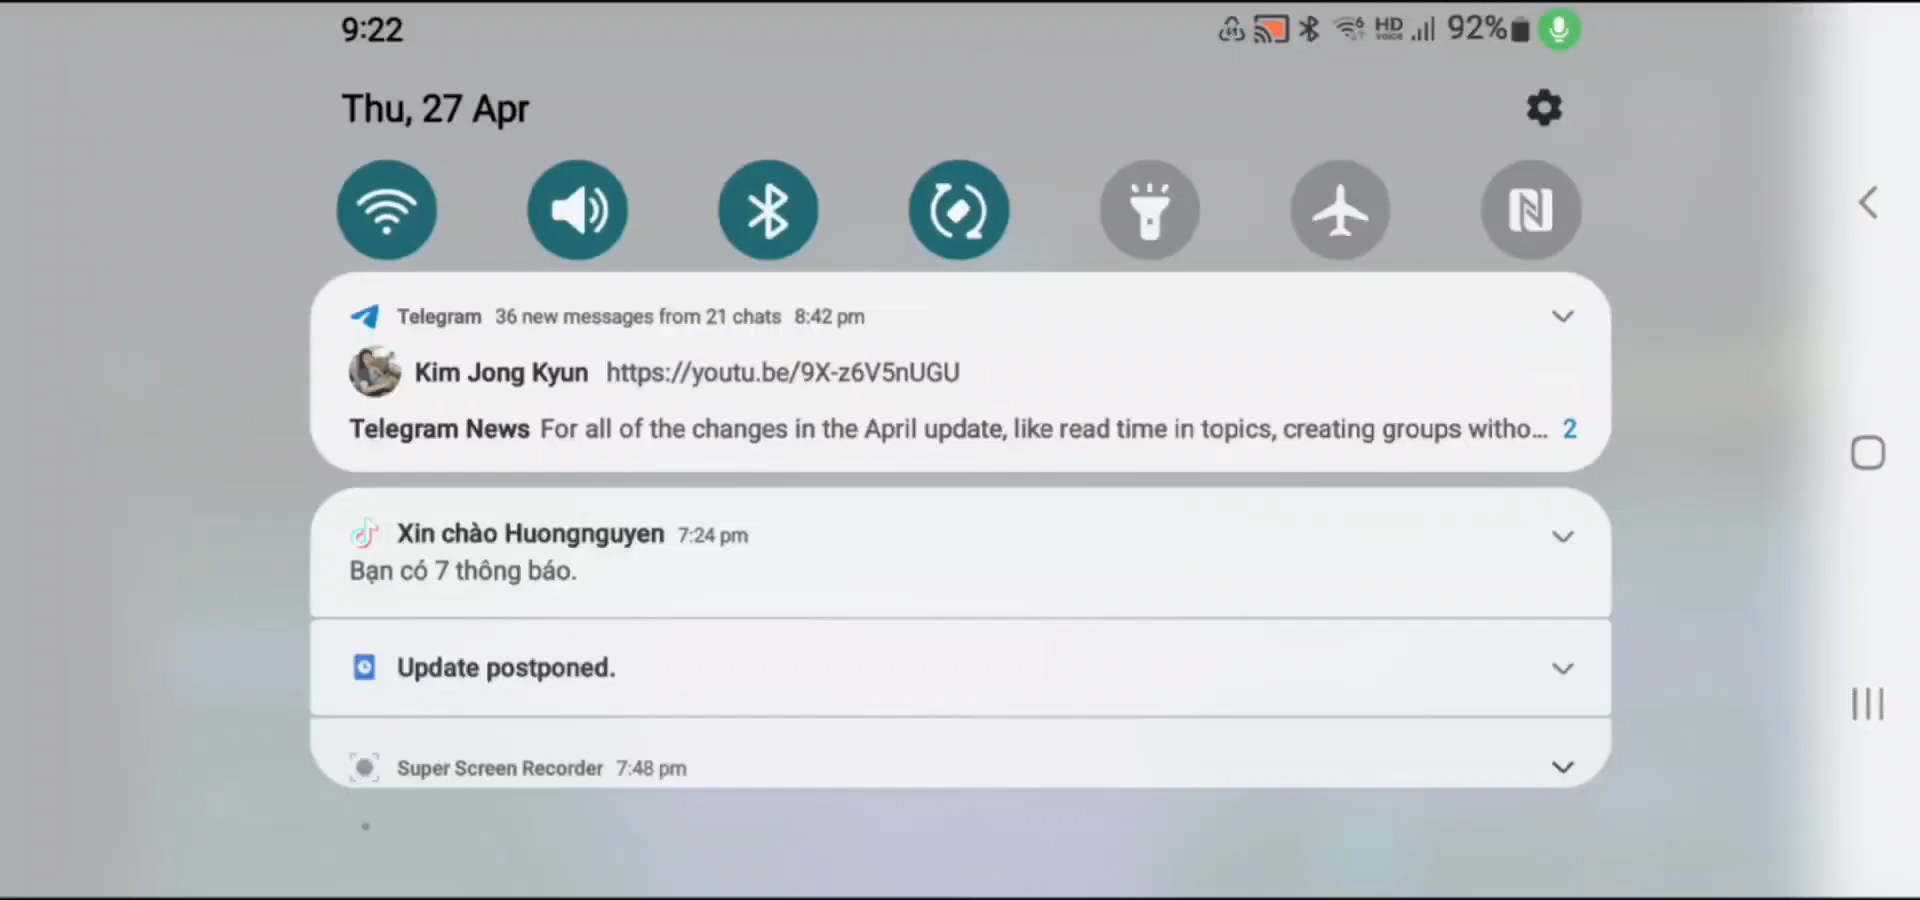 9:22
HD VOICE 92%
Thu, 27 Apr
Telegram 36 new messages from 21 chats 8:42 pm
Kim Jong Kyun https://youtu.be/9X-z6V5nUGU
Telegram News For all of the changes in the April update, like read time in topics, creating groups witho... 2
Xin chào Huongnguyen 7:24 pm
Bạn có 7 thông báo.
Update postponed.
Super Screen Recorder 7:48 pm